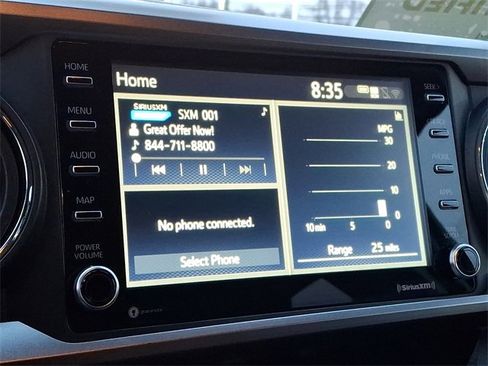 HOME
MENU
AUDIO
MAP
POWER
VOLUME
Home
8:35
SEEK
PHONE
APPS
SIRIUSXM
SXM 001
Great Offer Now!
844-711-8800
No phone connected.
Select Phone
MPG
30
20
10
0
10 min 5 0
Range 25 miles
SiriusXM